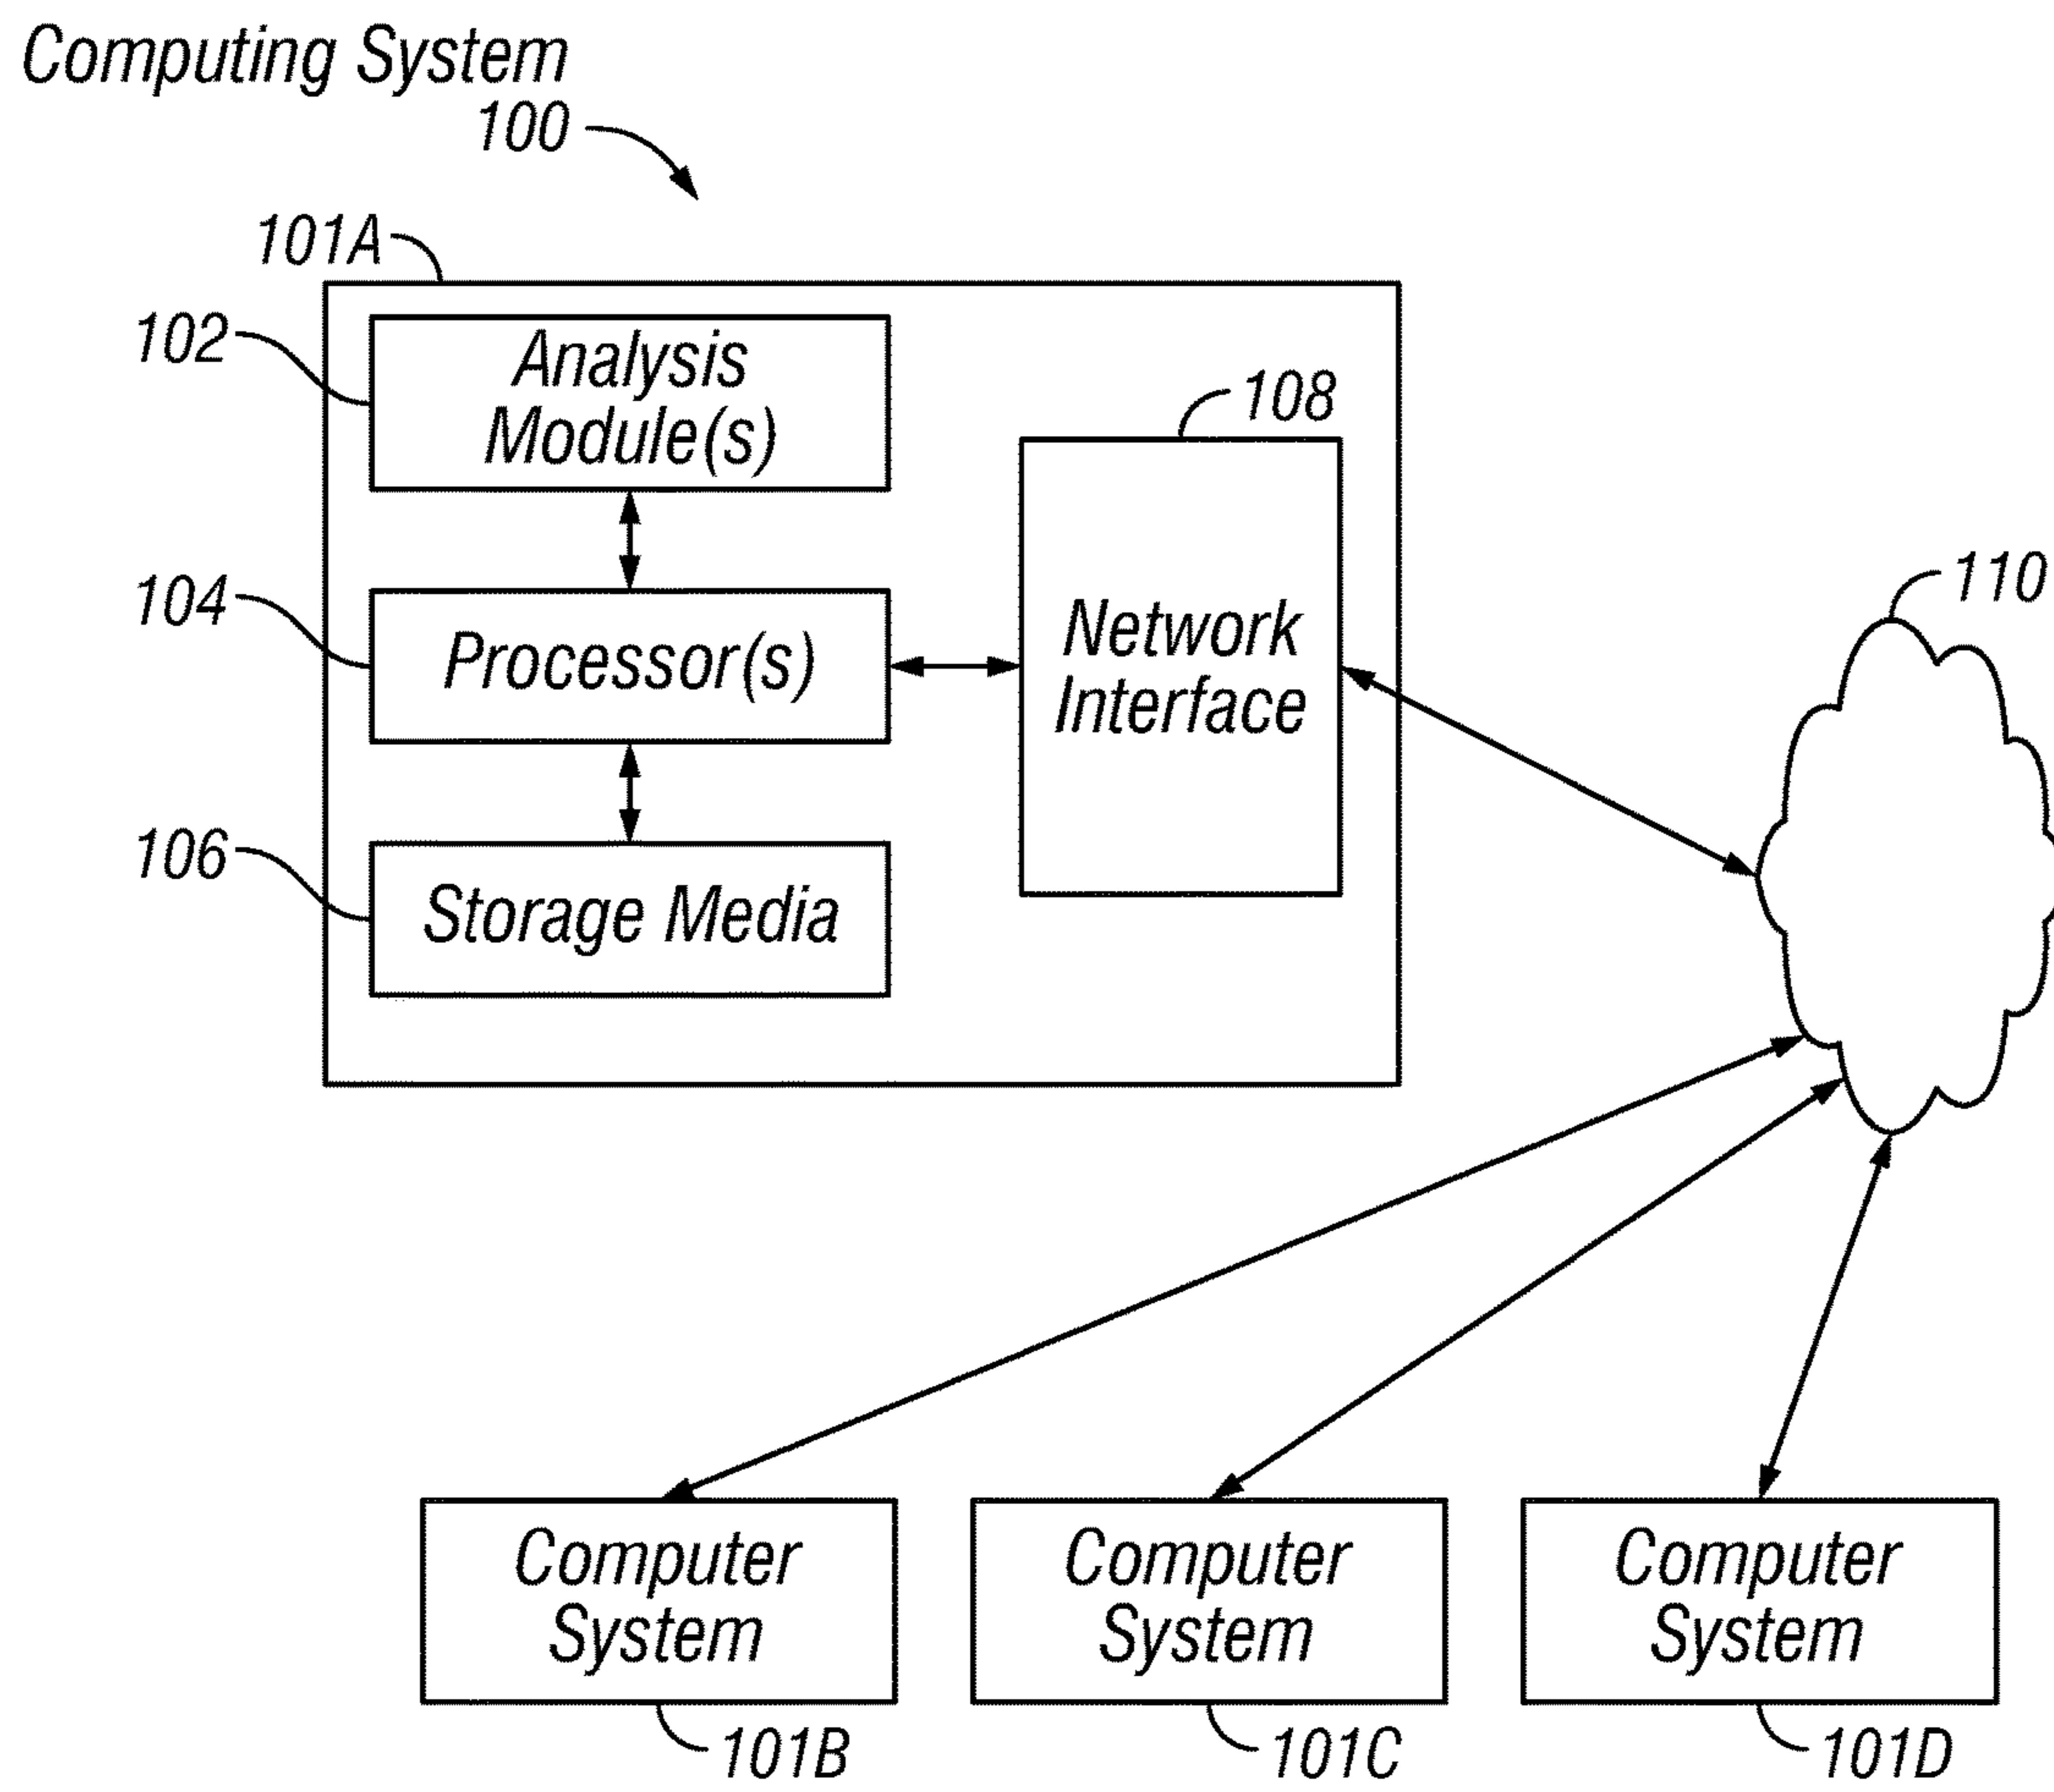 Computing System
100
101A
102
Analysis
Module(s)
108
104
Processor(s)
Network
Interface
110
106
Storage Media
Computer
System
Computer
System
Computer
System
101B
101C
101D